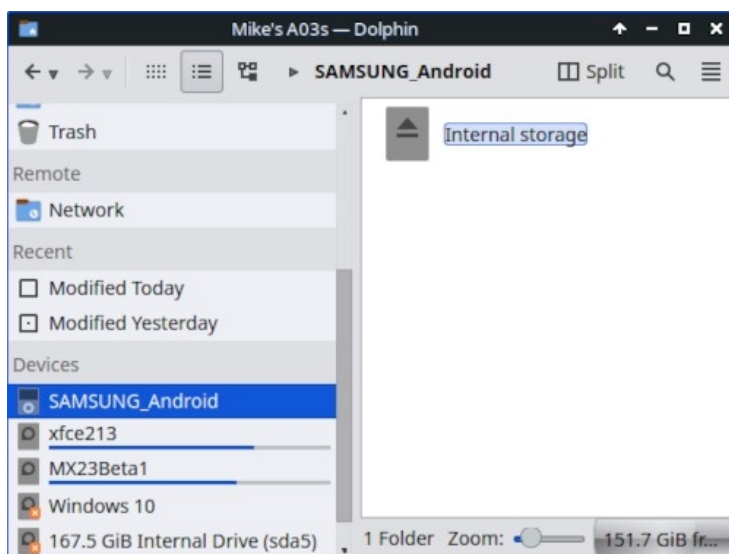 Mike's A03s — Dolphin
SAMSUNG_Android
Split
Trash
Remote
Network
Recent
Modified Today
Modified Yesterday
Devices
SAMSUNG_Android
xfce213
MX23Beta1
Windows 10
167.5 GiB Internal Drive (sda5)
Internal storage
1 Folder Zoom: 151.7 GiB fr...